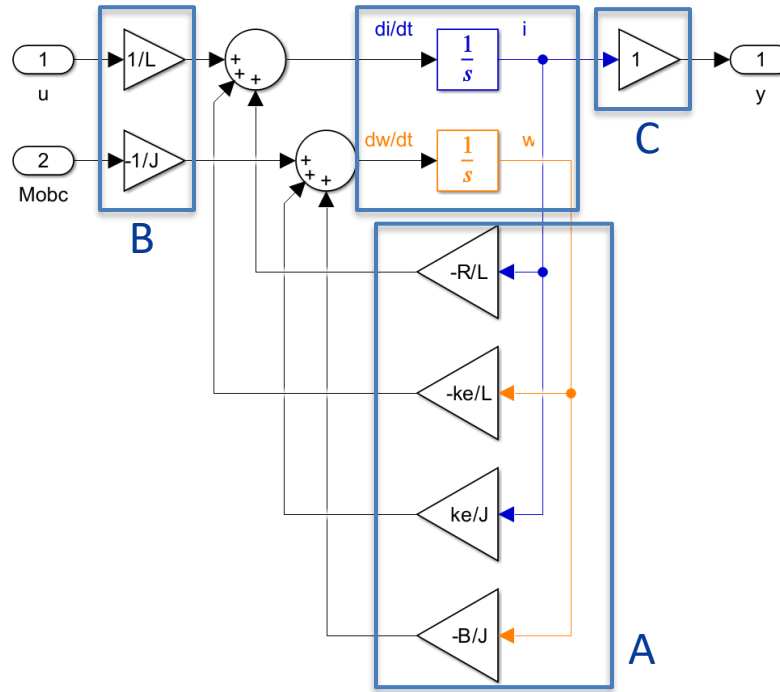 di/dt
i
1
u
1/L
+
+
+
1
s
1
1
y
C
dw/dt
w
2
Mobc
-1/J
+
+
+
1
s
B
-R/L
-ke/L
ke/J
-B/J
A